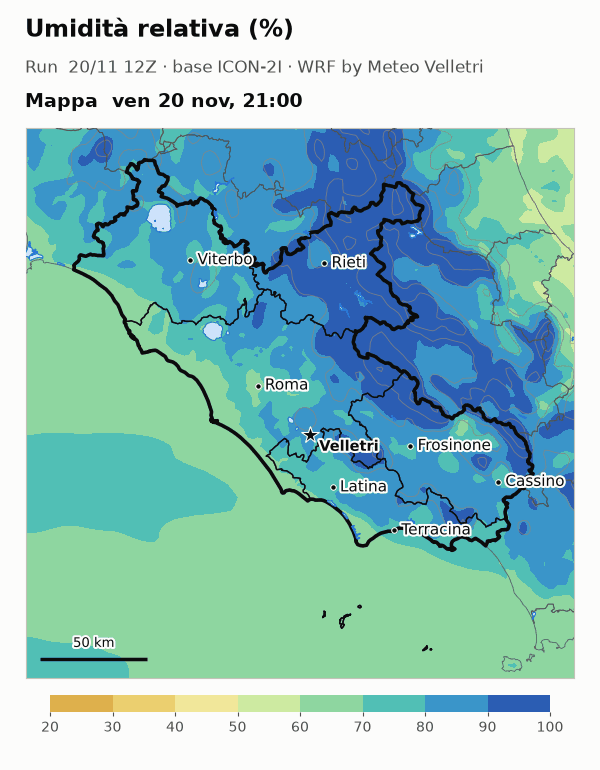 Umidità relativa (%)
Run  20/11 12Z · base ICON-2I · WRF by Meteo Velletri
Mappa  ven 20 nov, 21:00
Viterbo
Rieti
Roma
Velletri
Frosinone
Cassino
Latina
Terracina
50 km
20 30 40 50 60 70 80 90 100